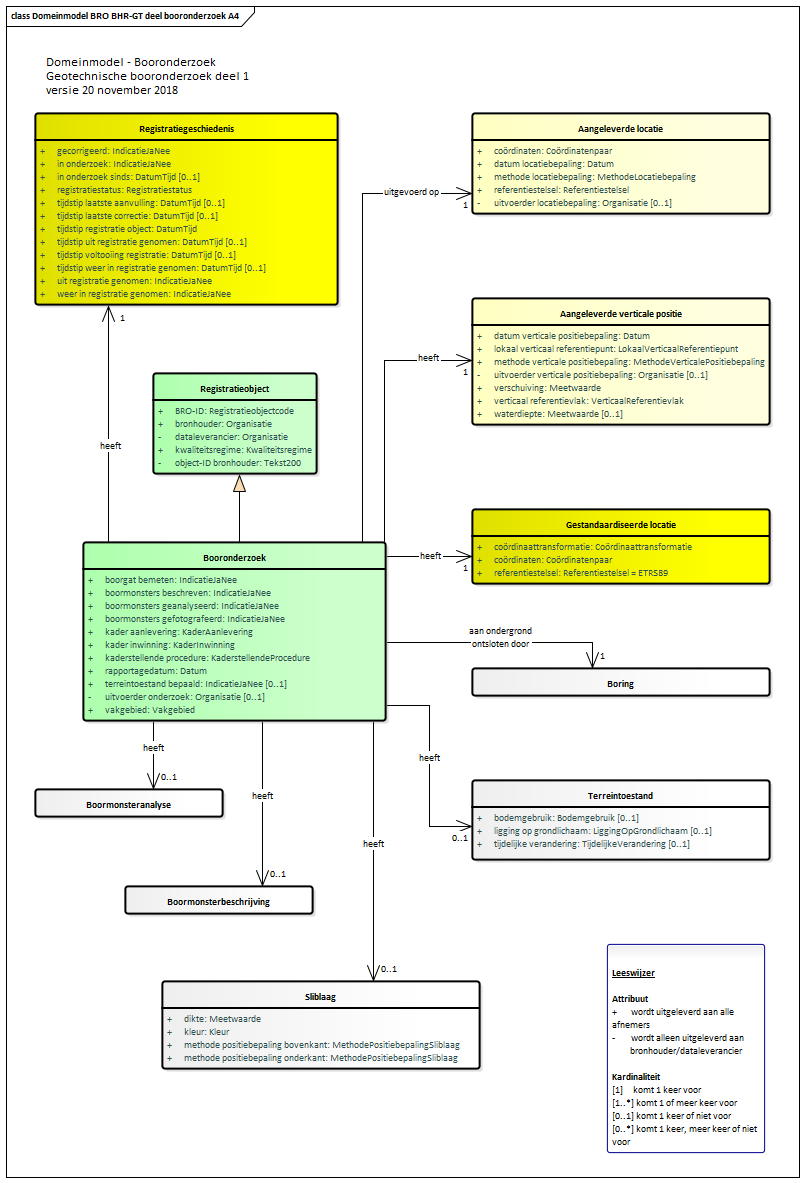 class Domeinmodel BRO BHR-GT deel booronderzoek A4
Domeinmodel - Booronderzoek
Geotechnische booronderzoek deel 1
versie 20 november 2018
Registratiegeschiedenis
+ gecorrigeerd: IndicatieJaNee
+ in onderzoek: IndicatieJaNee
+ in onderzoek sinds: DatumTijd [0..1]
+ registratiestatus: Registratiestatus
+ tijdstip laatste aanvulling: DatumTijd [0..1]
+ tijdstip laatste correctie: DatumTijd [0..1]
+ tijdstip registratie object: DatumTijd
+ tijdstip uit registratie genomen: DatumTijd [0..1]
+ tijdstip voltooiing registratie: DatumTijd [0..1]
+ tijdstip weer in registratie genomen: DatumTijd [0..1]
+ uit registratie genomen: IndicatieJaNee
+ weer in registratie genomen: IndicatieJaNee
Aangeleverde locatie
+ coördinaten: Coördinatenpaar
+ datum locatiebepaling: Datum
+ methode locatiebepaling: MethodeLocatiebepaling
+ referentiestelsel: Referentiestelsel
- uitvoerder locatiebepaling: Organisatie [0..1]
uitgevoerd op
1
Aangeleverde verticale positie
+ datum verticale positiebepaling: Datum
+ lokaal verticaal referentiepunt: LokaalVerticaalReferentiepunt
+ methode verticale positiebepaling: MethodeVerticalePositiebepaling
- uitvoerder verticale positiebepaling: Organisatie [0..1]
+ verschuiving: Meetwaarde
+ verticaal referentievlak: VerticaalReferentievlak
+ waterdiepte: Meetwaarde [0..1]
heeft
1
1
heeft
Registratieobject
+ BRO-ID: Registratieobjectcode
+ bronhouder: Organisatie
- dataleverancier: Organisatie
+ kwaliteitsregime: Kwaliteitsregime
- object-ID bronhouder: Tekst200
Gestandaardiseerde locatie
+ coördinaattransformatie: Coördinaattransformatie
+ coördinaten: Coördinatenpaar
+ referentiestelsel: Referentiestelsel = ETRS89
heeft
1
Booronderzoek
+ boorgat bemeten: IndicatieJaNee
+ boormonsters beschreven: IndicatieJaNee
+ boormonsters geanalyseerd: IndicatieJaNee
+ boormonsters gefotografeerd: IndicatieJaNee
+ kader aanlevering: KaderAanlevering
+ kader inwinning: KaderInwinning
+ kaderstellende procedure: KaderstellendeProcedure
+ rapportagedatum: Datum
+ terreintoestand bepaald: IndicatieJaNee [0..1]
- uitvoerder onderzoek: Organisatie [0..1]
+ vakgebied: Vakgebied
aan ondergrond
ontsloten door
1
Boring
heeft
0..1
Terreintoestand
+ bodemgebruik: Bodemgebruik [0..1]
+ ligging op grondlichaam: LiggingOpGrondlichaam [0..1]
+ tijdelijke verandering: TijdelijkeVerandering [0..1]
heeft
0..1
Boormonsteranalyse
heeft
0..1
Boormonsterbeschrijving
heeft
0..1
Sliblaag
+ dikte: Meetwaarde
+ kleur: Kleur
+ methode positiebepaling bovenkant: MethodePositiebepalingSliblaag
+ methode positiebepaling onderkant: MethodePositiebepalingSliblaag
Leeswijzer
Attribuut
+ wordt uitgeleverd aan alle
afnemers
- wordt alleen uitgeleverd aan
bronhouder/dataleverancier
Kardinaliteit
[1] komt 1 keer voor
[1..*] komt 1 of meer keer voor
[0..1] komt 1 keer of niet voor
[0..*] komt 1 keer, meer keer of niet
voor